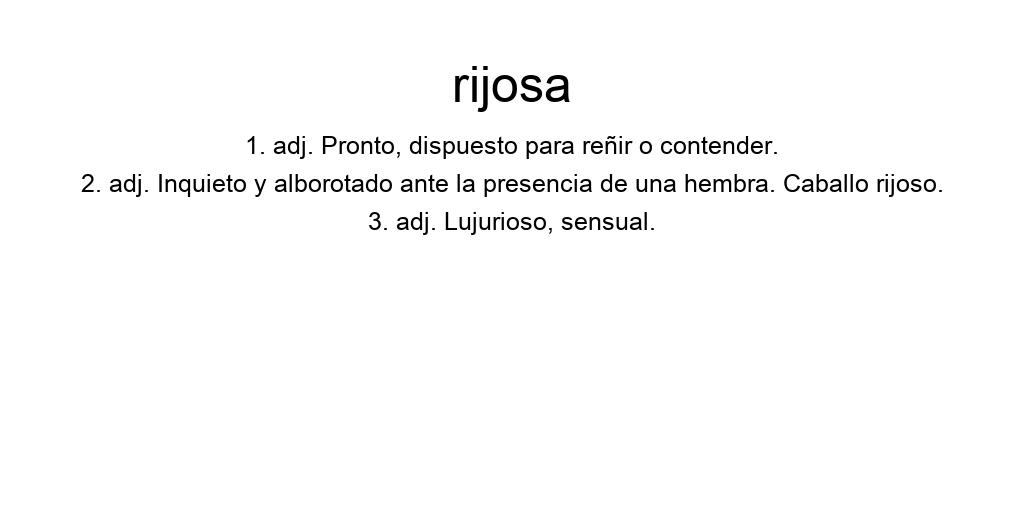 rijosa
1. adj. Pronto, dispuesto para reñir o contender.
2. adj. Inquieto y alborotado ante la presencia de una hembra. Caballo rijoso.
3. adj. Lujurioso, sensual.